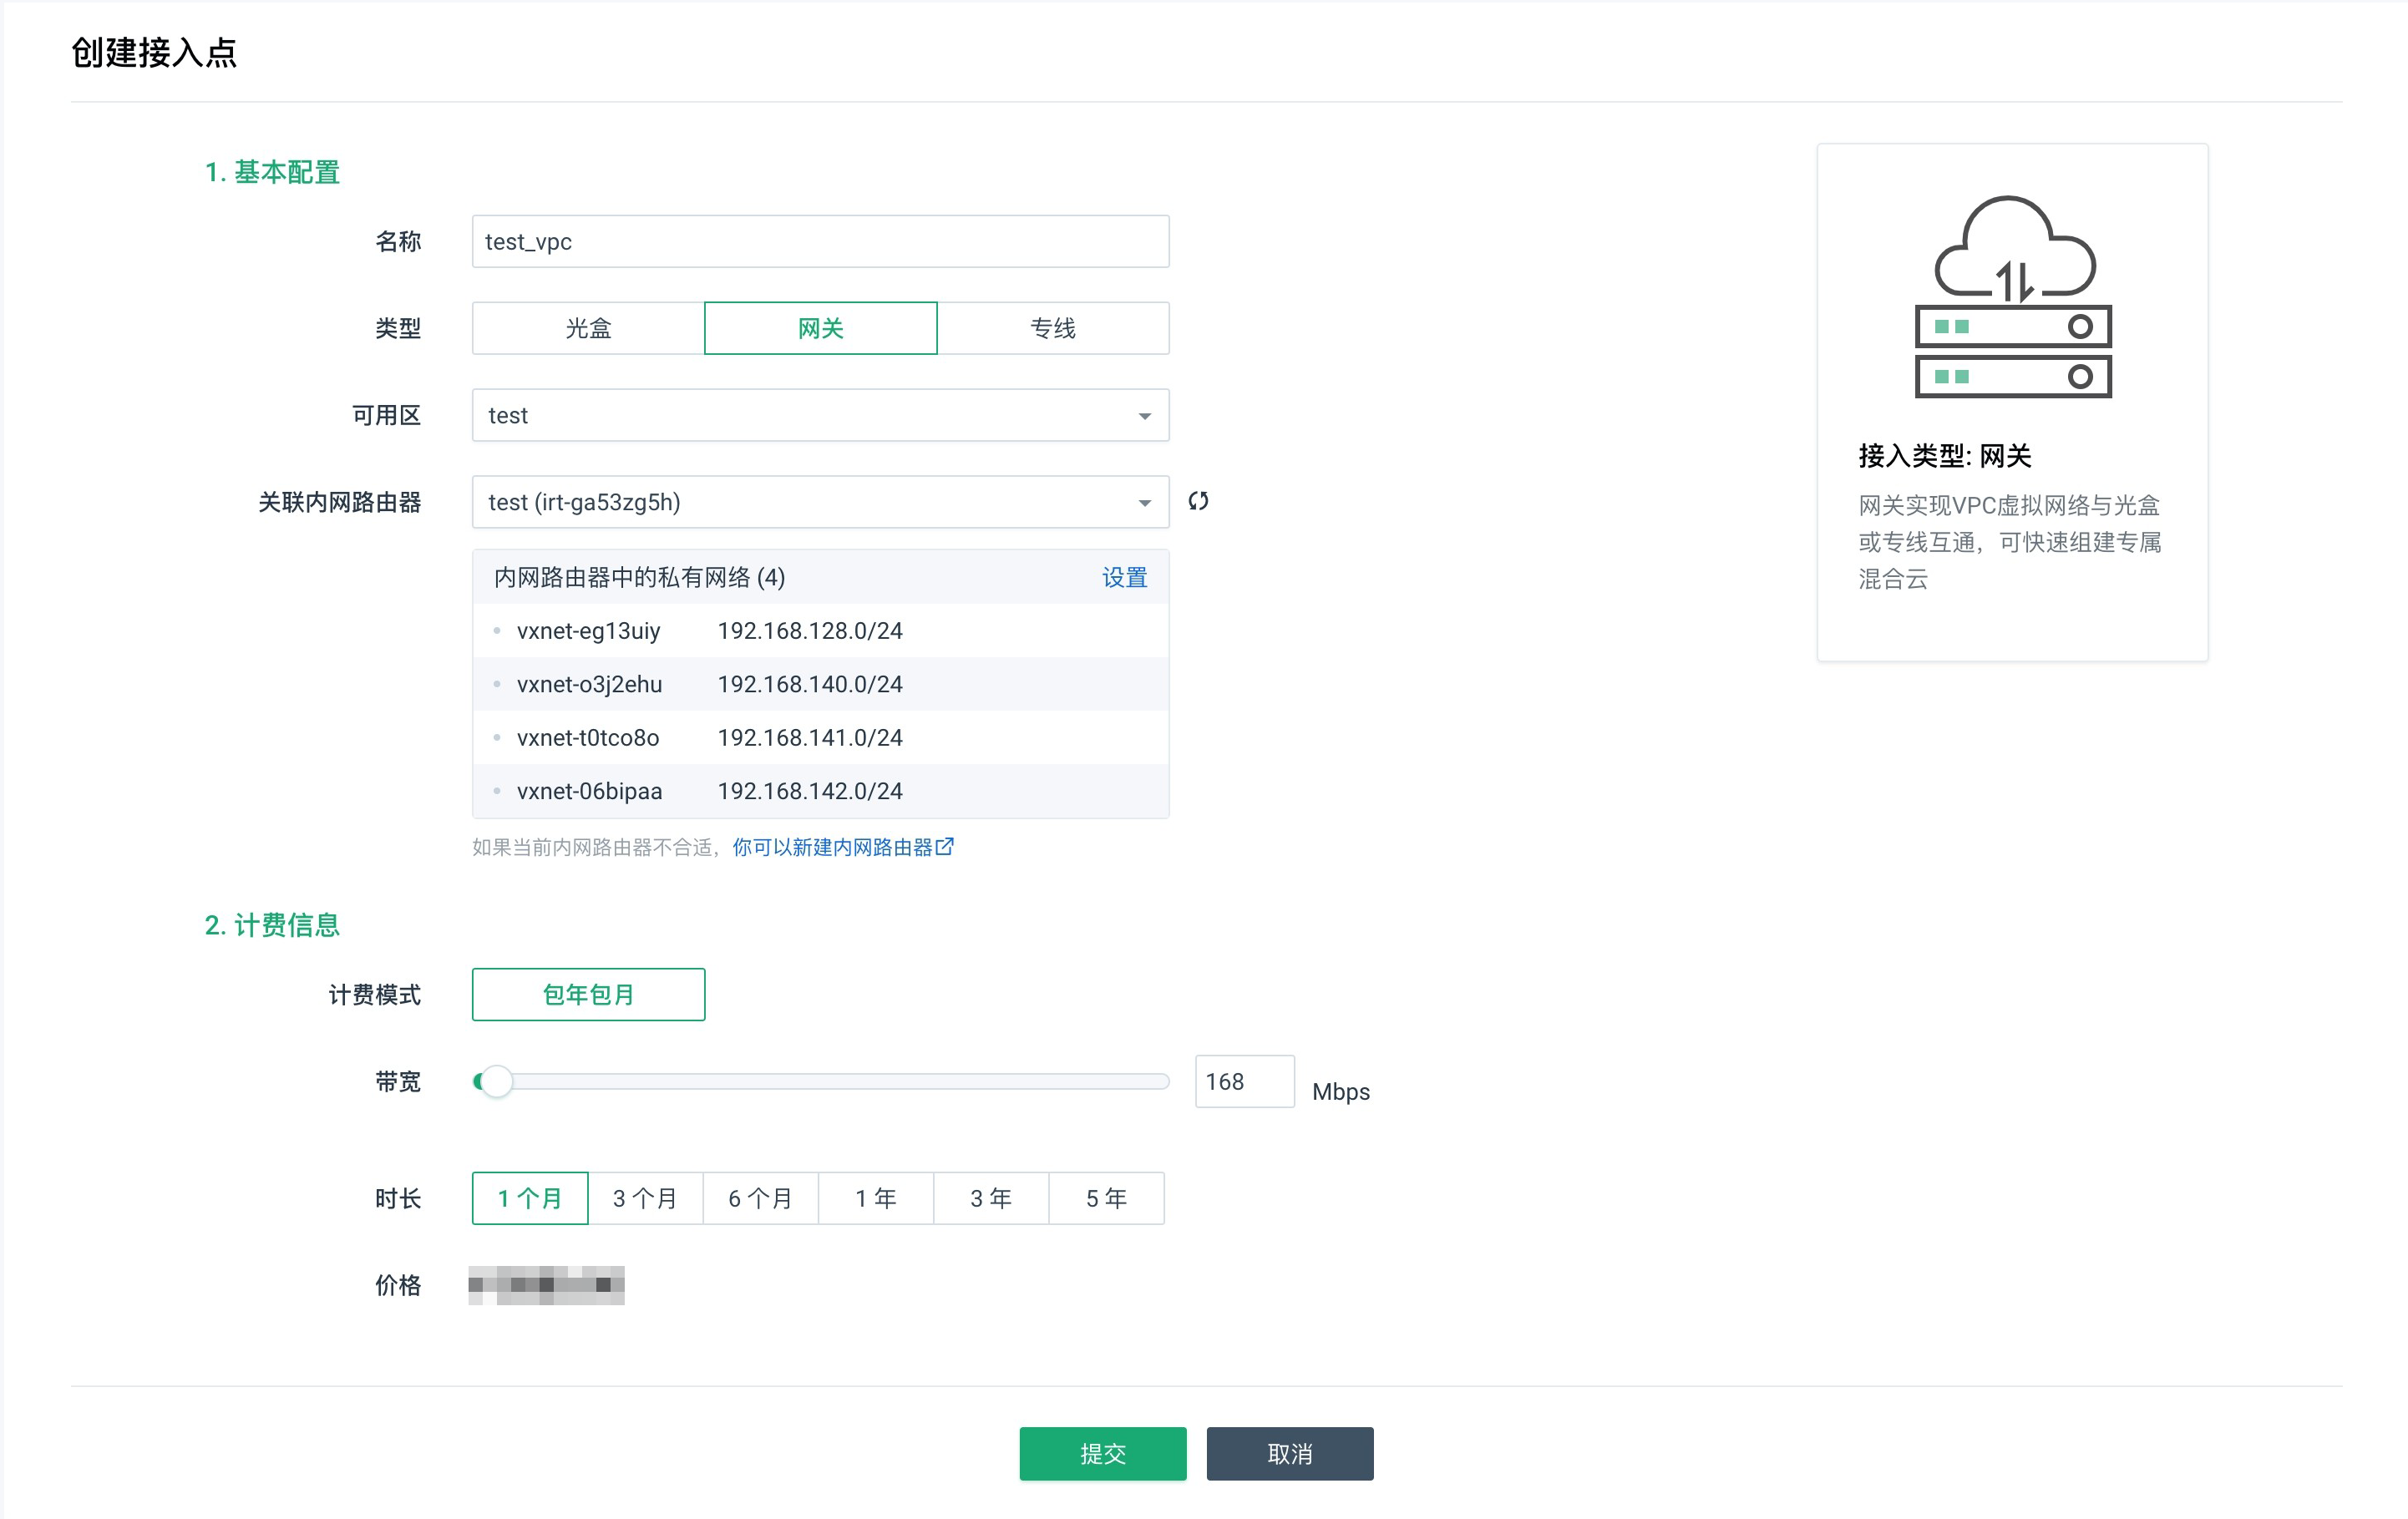 创建接入点
1. 基本配置
名称 test_vpc
类型 光盒 网关 专线
可用区 test
关联内网路由器 test (irt-ga53zg5h)
内网路由器中的私有网络 (4) 设置
vxnet-eg13uiy 192.168.128.0/24
vxnet-o3j2ehu 192.168.140.0/24
vxnet-t0tco8o 192.168.141.0/24
vxnet-06bipaa 192.168.142.0/24
如果当前内网路由器不合适，你可以新建内网路由器
接入类型: 网关
网关实现VPC虚拟网络与光盒
或专线互通，可快速组建专属
混合云
2. 计费信息
计费模式 包年包月
带宽 168 Mbps
时长 1 个月 3 个月 6 个月 1 年 3 年 5 年
价格
提交 取消